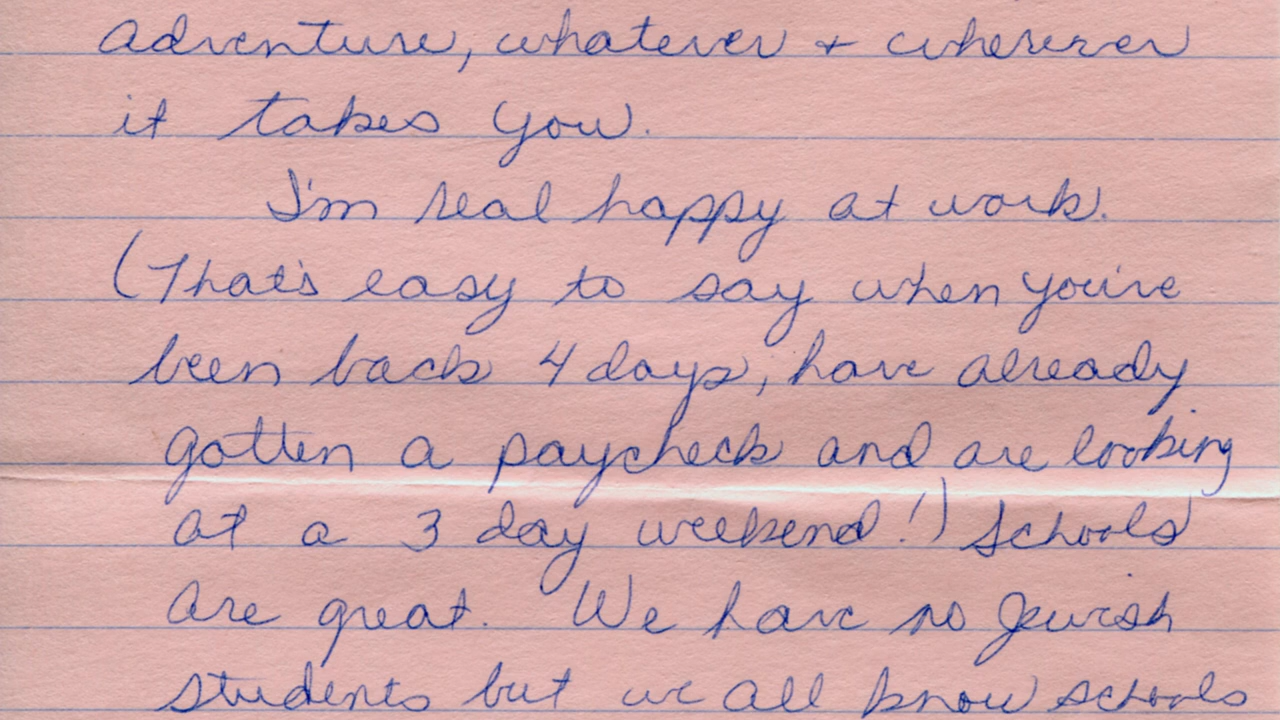 adventure, whatever + wherever
it takes you.
I'm real happy at work.
(That's easy to say when you've
been back 4 days, have already
gotten a paycheck and are looking
at a 3 day weekend!) Schools
are great. We have no Jewish
students but we all know schools